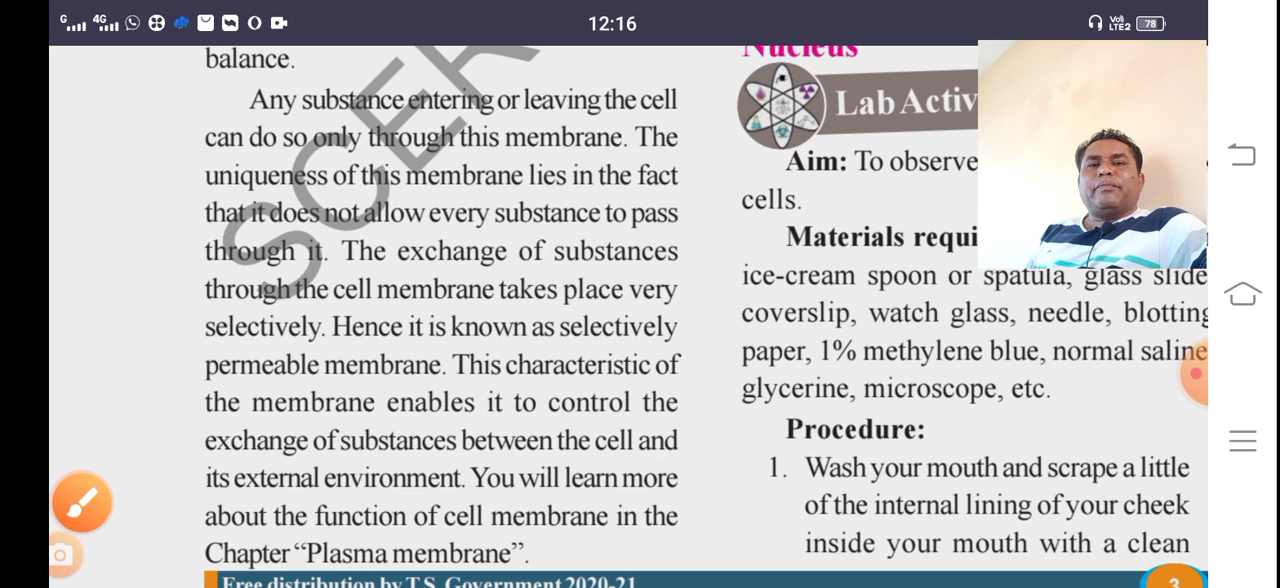 G 4G 12:16 Vo) LTE2 78
balance.
Any substance entering or leaving the cell
can do so only through this membrane. The
uniqueness of this membrane lies in the fact
that it does not allow every substance to pass
through it. The exchange of substances
through the cell membrane takes place very
selectively. Hence it is known as selectively
permeable membrane. This characteristic of
the membrane enables it to control the
exchange of substances between the cell and
its external environment. You will learn more
about the function of cell membrane in the
Chapter “Plasma membrane”.
SCER
Nucleus
Lab Activ
Aim: To observe
cells.
Materials requi
ice-cream spoon or spatula, glass slide
coverslip, watch glass, needle, blotting
paper, 1% methylene blue, normal saline
glycerine, microscope, etc.
Procedure:
1. Wash your mouth and scrape a little
of the internal lining of your cheek
inside your mouth with a clean
Free distribution by T.S. Government 2020-21
3